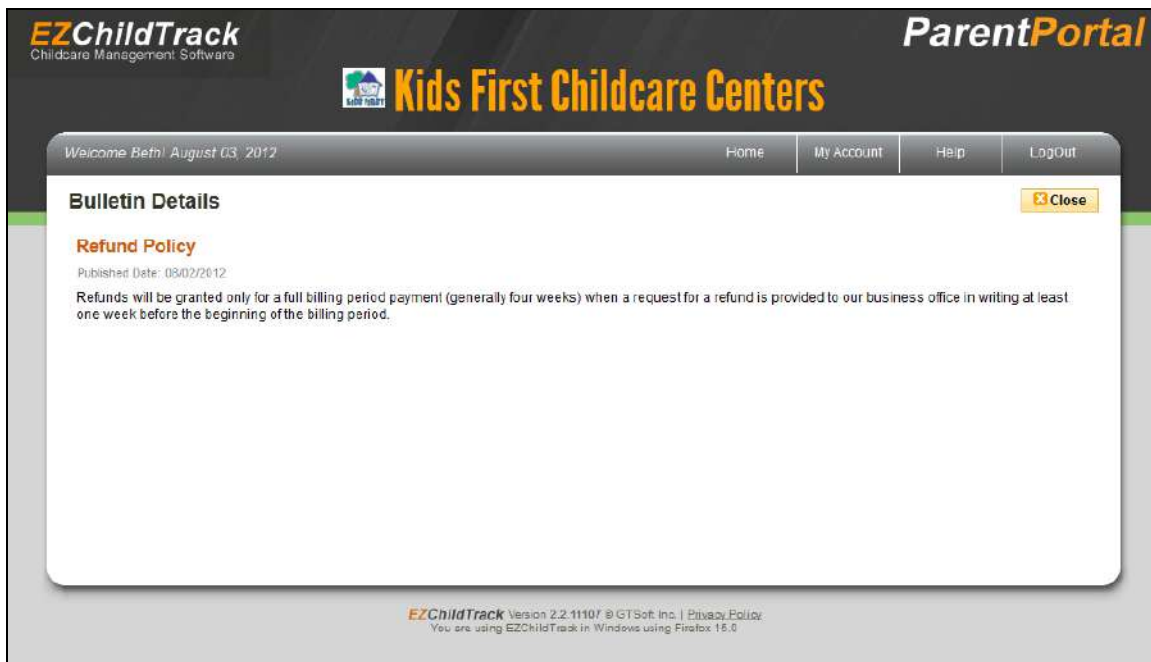 EZChildTrack
Childcare Management Software
ParentPortal
KIDS FIRST
Kids First Childcare Centers
Welcome Beth! August 03, 2012
Home
My Account
Help
LogOut
Bulletin Details
Close
Refund Policy
Published Date: 08/02/2012
Refunds will be granted only for a full billing period payment (generally four weeks) when a request for a refund is provided to our business office in writing at least
one week before the beginning of the billing period.
EZChildTrack Version 2.2.11107 © GTSoft Inc. | Privacy Policy
You are using EZChildTrack in Windows using Firefox 15.0